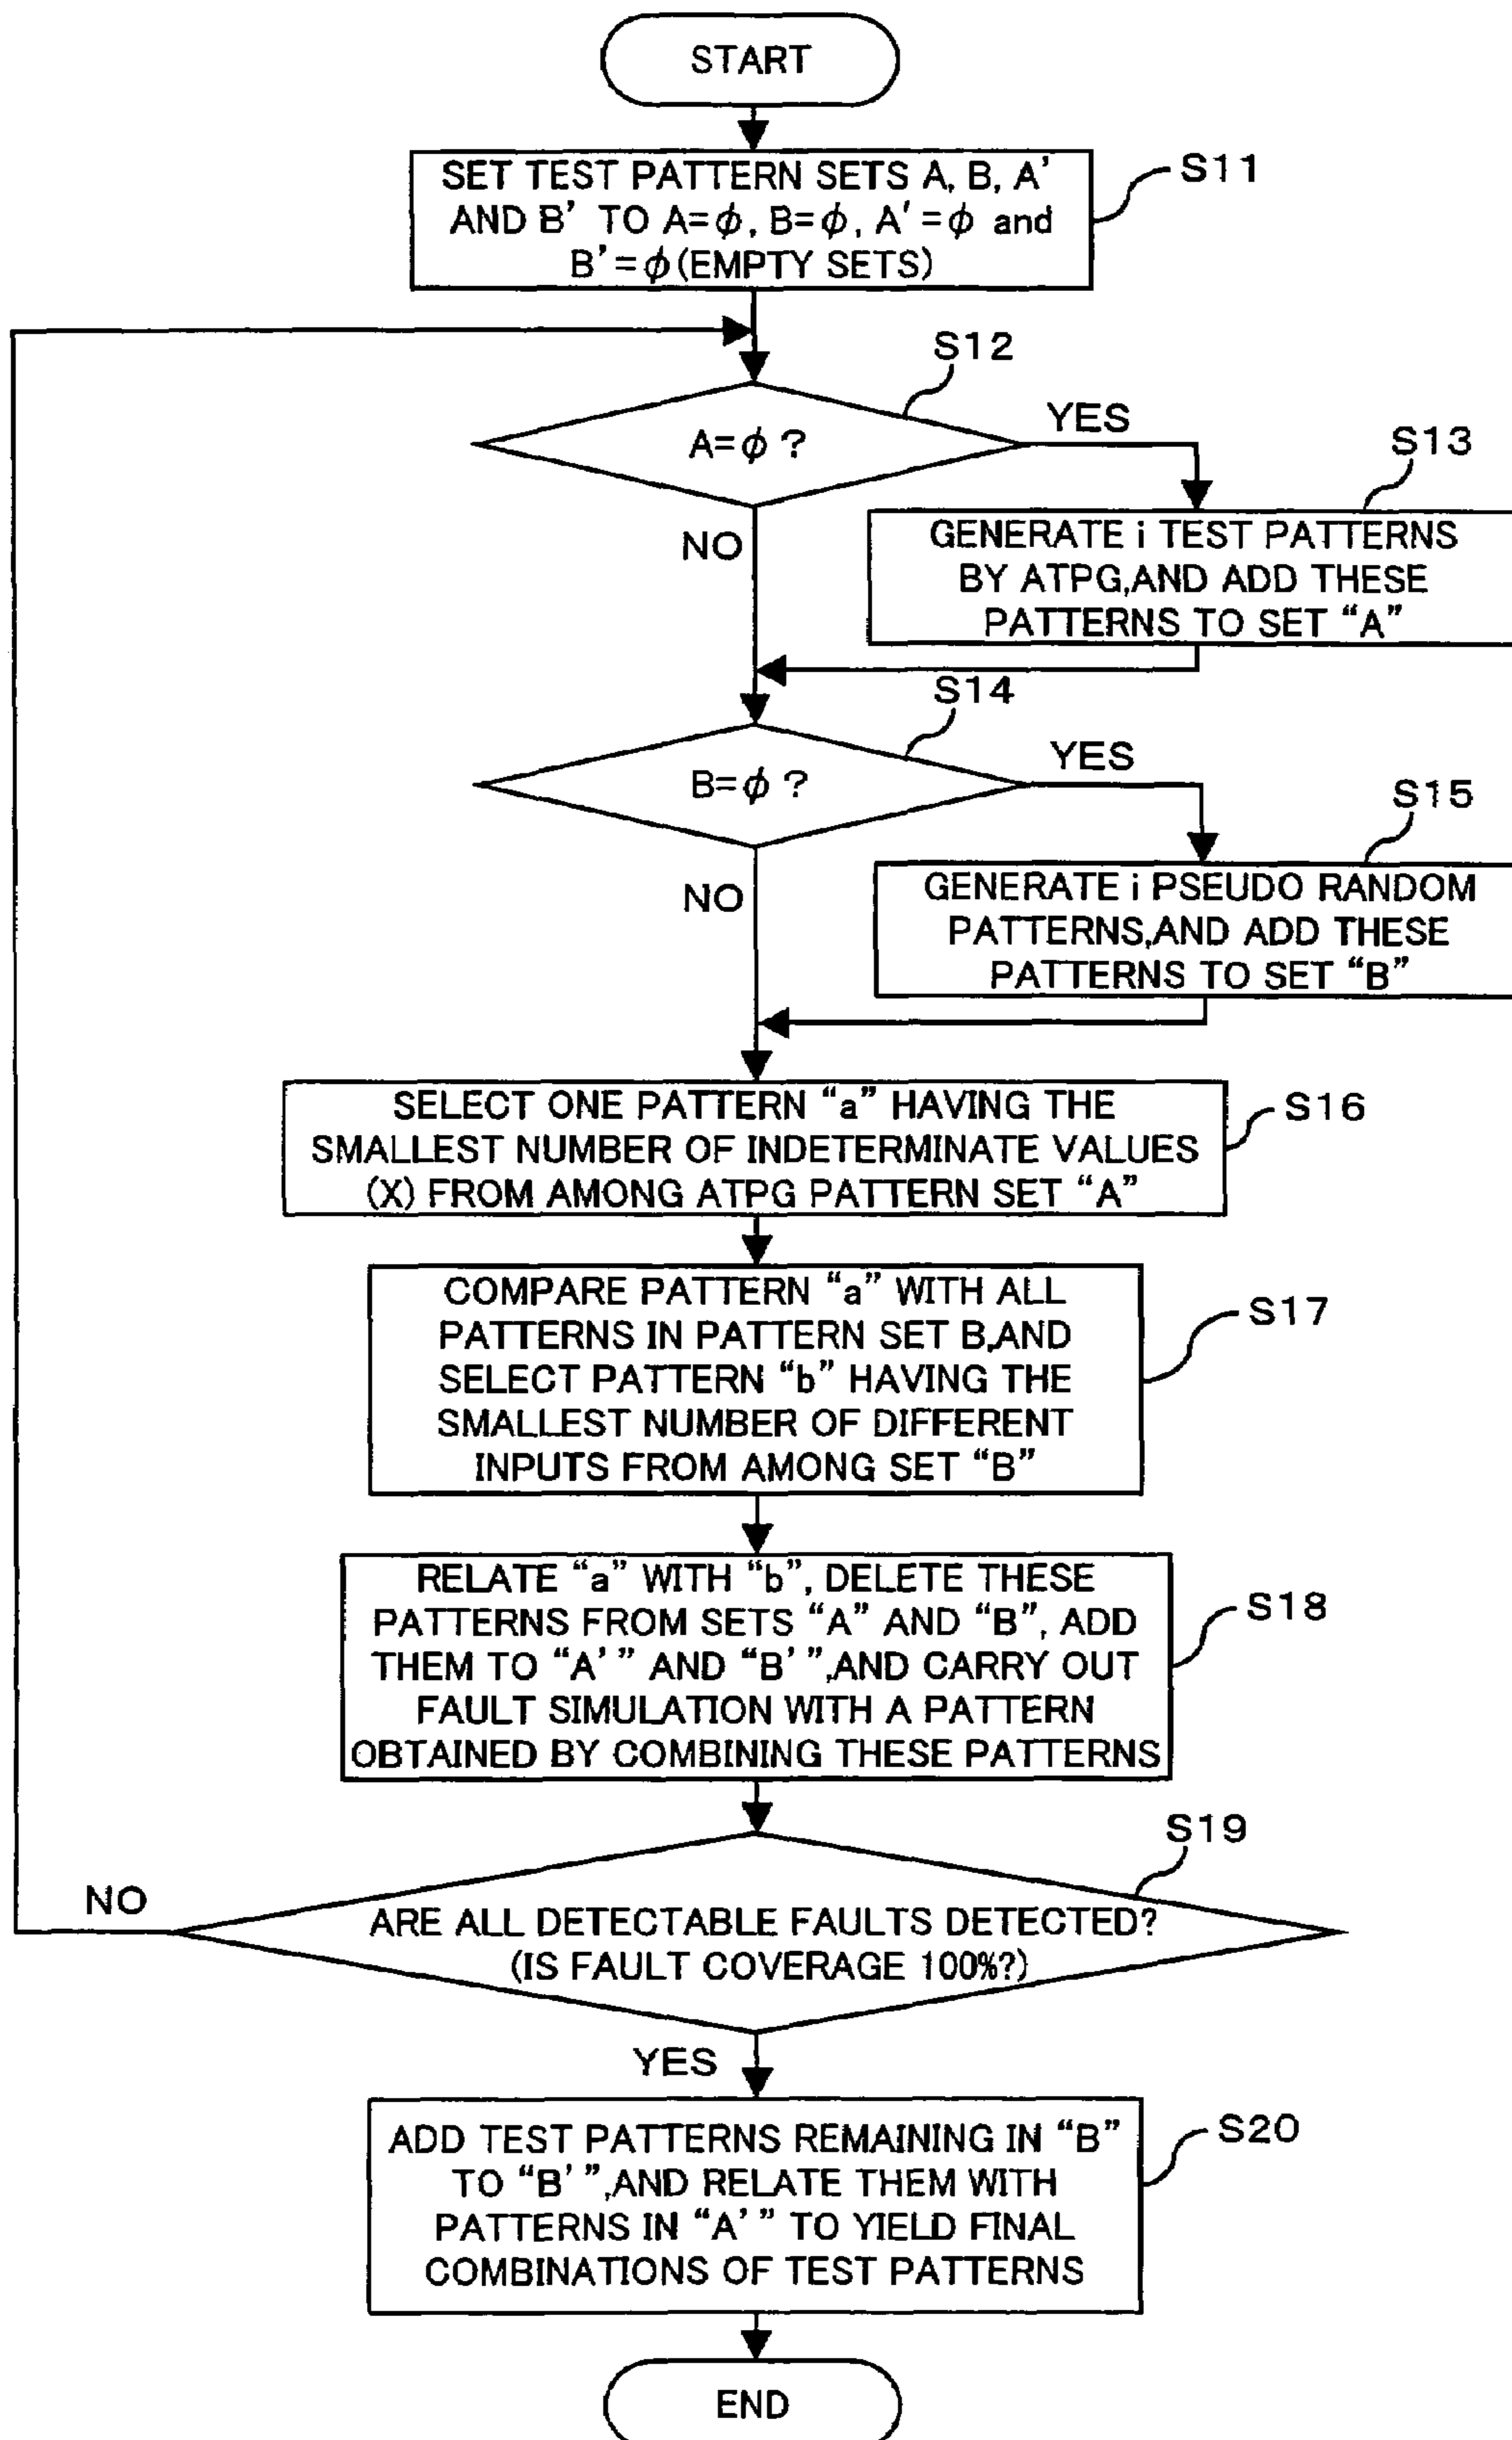 START
SET TEST PATTERN SETS A, B, A'
AND B' TO A=ϕ, B=ϕ, A'=ϕ and
B'=ϕ(EMPTY SETS)
S11
S12
A=ϕ?
YES
NO
S13
GENERATE i TEST PATTERNS
BY ATPG,AND ADD THESE
PATTERNS TO SET “A”
S14
B=ϕ?
YES
NO
S15
GENERATE i PSEUDO RANDOM
PATTERNS,AND ADD THESE
PATTERNS TO SET “B”
SELECT ONE PATTERN “a” HAVING THE
SMALLEST NUMBER OF INDETERMINATE VALUES
(X) FROM AMONG ATPG PATTERN SET “A”
S16
COMPARE PATTERN “a” WITH ALL
PATTERNS IN PATTERN SET B,AND
SELECT PATTERN “b” HAVING THE
SMALLEST NUMBER OF DIFFERENT
INPUTS FROM AMONG SET “B”
S17
RELATE “a” WITH “b”, DELETE THESE
PATTERNS FROM SETS “A” AND “B”, ADD
THEM TO “A'” AND “B'”,AND CARRY OUT
FAULT SIMULATION WITH A PATTERN
OBTAINED BY COMBINING THESE PATTERNS
S18
S19
NO
ARE ALL DETECTABLE FAULTS DETECTED?
(IS FAULT COVERAGE 100%?)
YES
ADD TEST PATTERNS REMAINING IN “B”
TO “B'”,AND RELATE THEM WITH
PATTERNS IN “A'” TO YIELD FINAL
COMBINATIONS OF TEST PATTERNS
S20
END